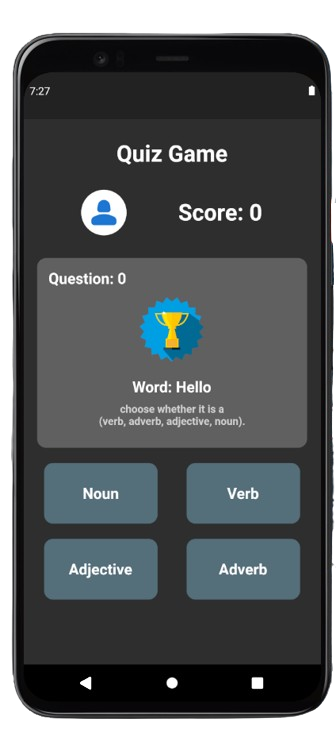 7:27
Quiz Game
Score: 0
Question: 0
Word: Hello
choose whether it is a
(verb, adverb, adjective, noun).
Noun
Verb
Adjective
Adverb